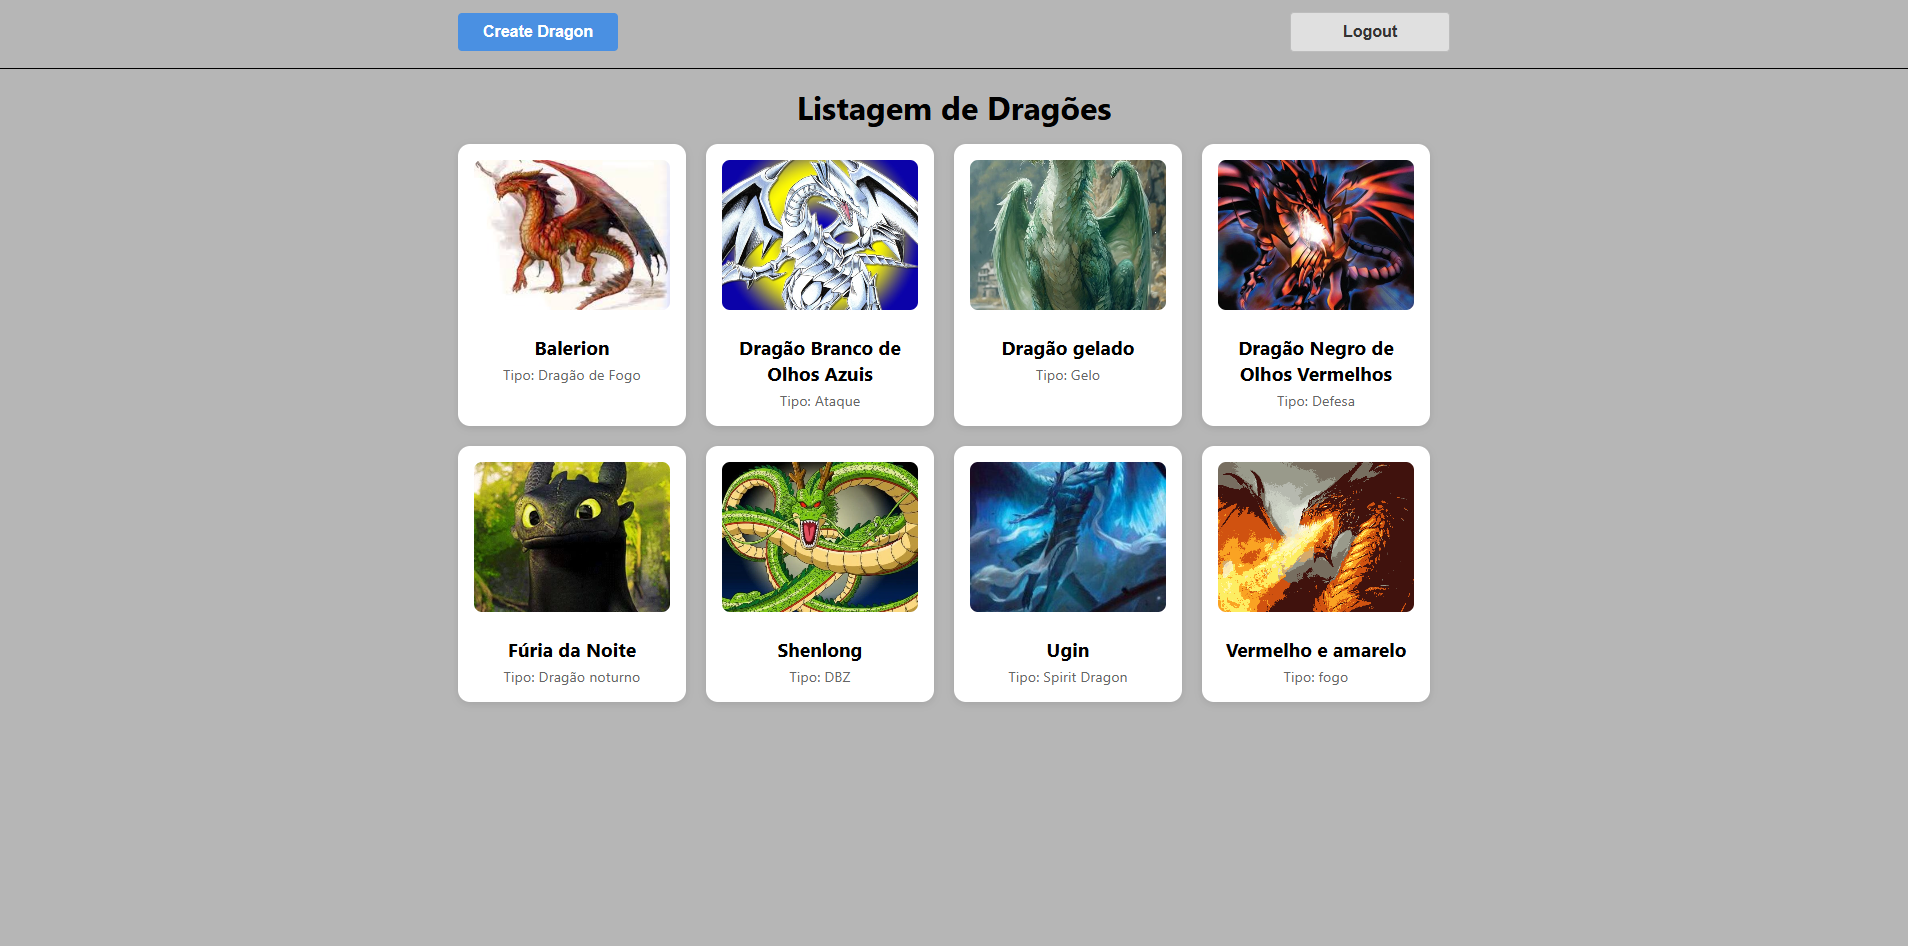 Create Dragon
Logout
Listagem de Dragões
Balerion
Tipo: Dragão de Fogo
Dragão Branco de
Olhos Azuis
Tipo: Ataque
Dragão gelado
Tipo: Gelo
Dragão Negro de
Olhos Vermelhos
Tipo: Defesa
Fúria da Noite
Tipo: Dragão noturno
Shenlong
Tipo: DBZ
Ugin
Tipo: Spirit Dragon
Vermelho e amarelo
Tipo: fogo